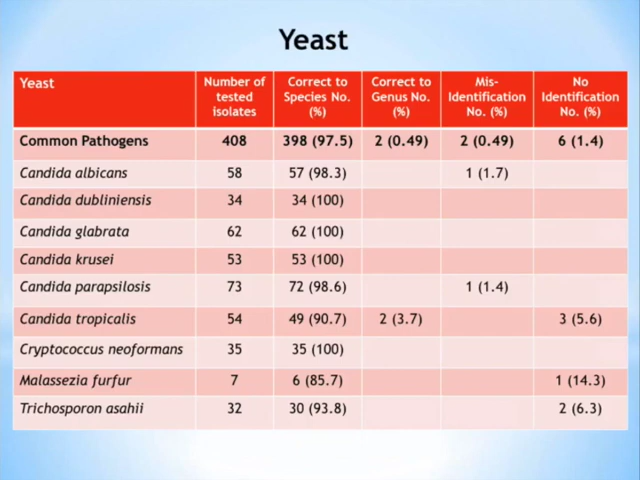 Yeast
Yeast Number of tested isolates Correct to Species No. (%) Correct to Genus No. (%) Mis-Identification No. (%) No Identification No. (%)
Common Pathogens 408 398 (97.5) 2 (0.49) 2 (0.49) 6 (1.4)
Candida albicans 58 57 (98.3) 1 (1.7)
Candida dubliniensis 34 34 (100)
Candida glabrata 62 62 (100)
Candida krusei 53 53 (100)
Candida parapsilosis 73 72 (98.6) 1 (1.4)
Candida tropicalis 54 49 (90.7) 2 (3.7) 3 (5.6)
Cryptococcus neoformans 35 35 (100)
Malassezia furfur 7 6 (85.7) 1 (14.3)
Trichosporon asahii 32 30 (93.8) 2 (6.3)